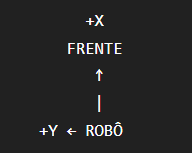 +X
FRENTE
↑
|
+Y ← ROBÔ